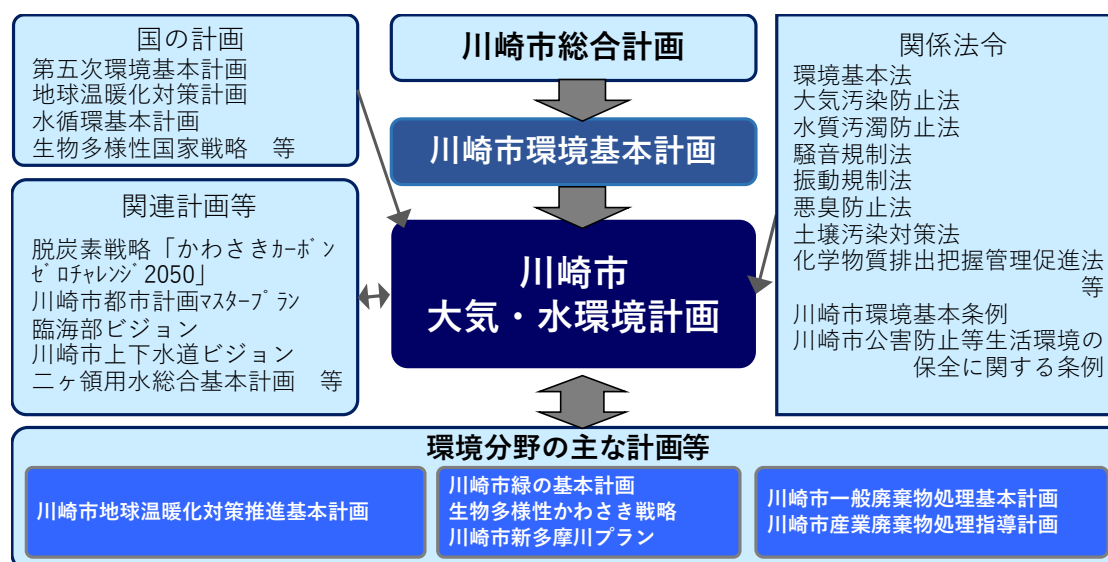 国の計画
第五次環境基本計画
地球温暖化対策計画
水循環基本計画
生物多様性国家戦略　等
関連計画等
脱炭素戦略「かわさきｶｰﾎﾞﾝ
ｾﾞﾛﾁｬﾚﾝｼﾞ2050」
川崎市都市計画ﾏｽﾀｰﾌﾟﾗﾝ
臨海部ビジョン
川崎市上下水道ビジョン
二ヶ領用水総合基本計画　等
川崎市総合計画
川崎市環境基本計画
川崎市
大気・水環境計画
関係法令
環境基本法
大気汚染防止法
水質汚濁防止法
騒音規制法
振動規制法
悪臭防止法
土壌汚染対策法
化学物質排出把握管理促進法
等
川崎市環境基本条例
川崎市公害防止等生活環境の
保全に関する条例
環境分野の主な計画等
川崎市地球温暖化対策推進基本計画
川崎市緑の基本計画
生物多様性かわさき戦略
川崎市新多摩川プラン
川崎市一般廃棄物処理基本計画
川崎市産業廃棄物処理指導計画